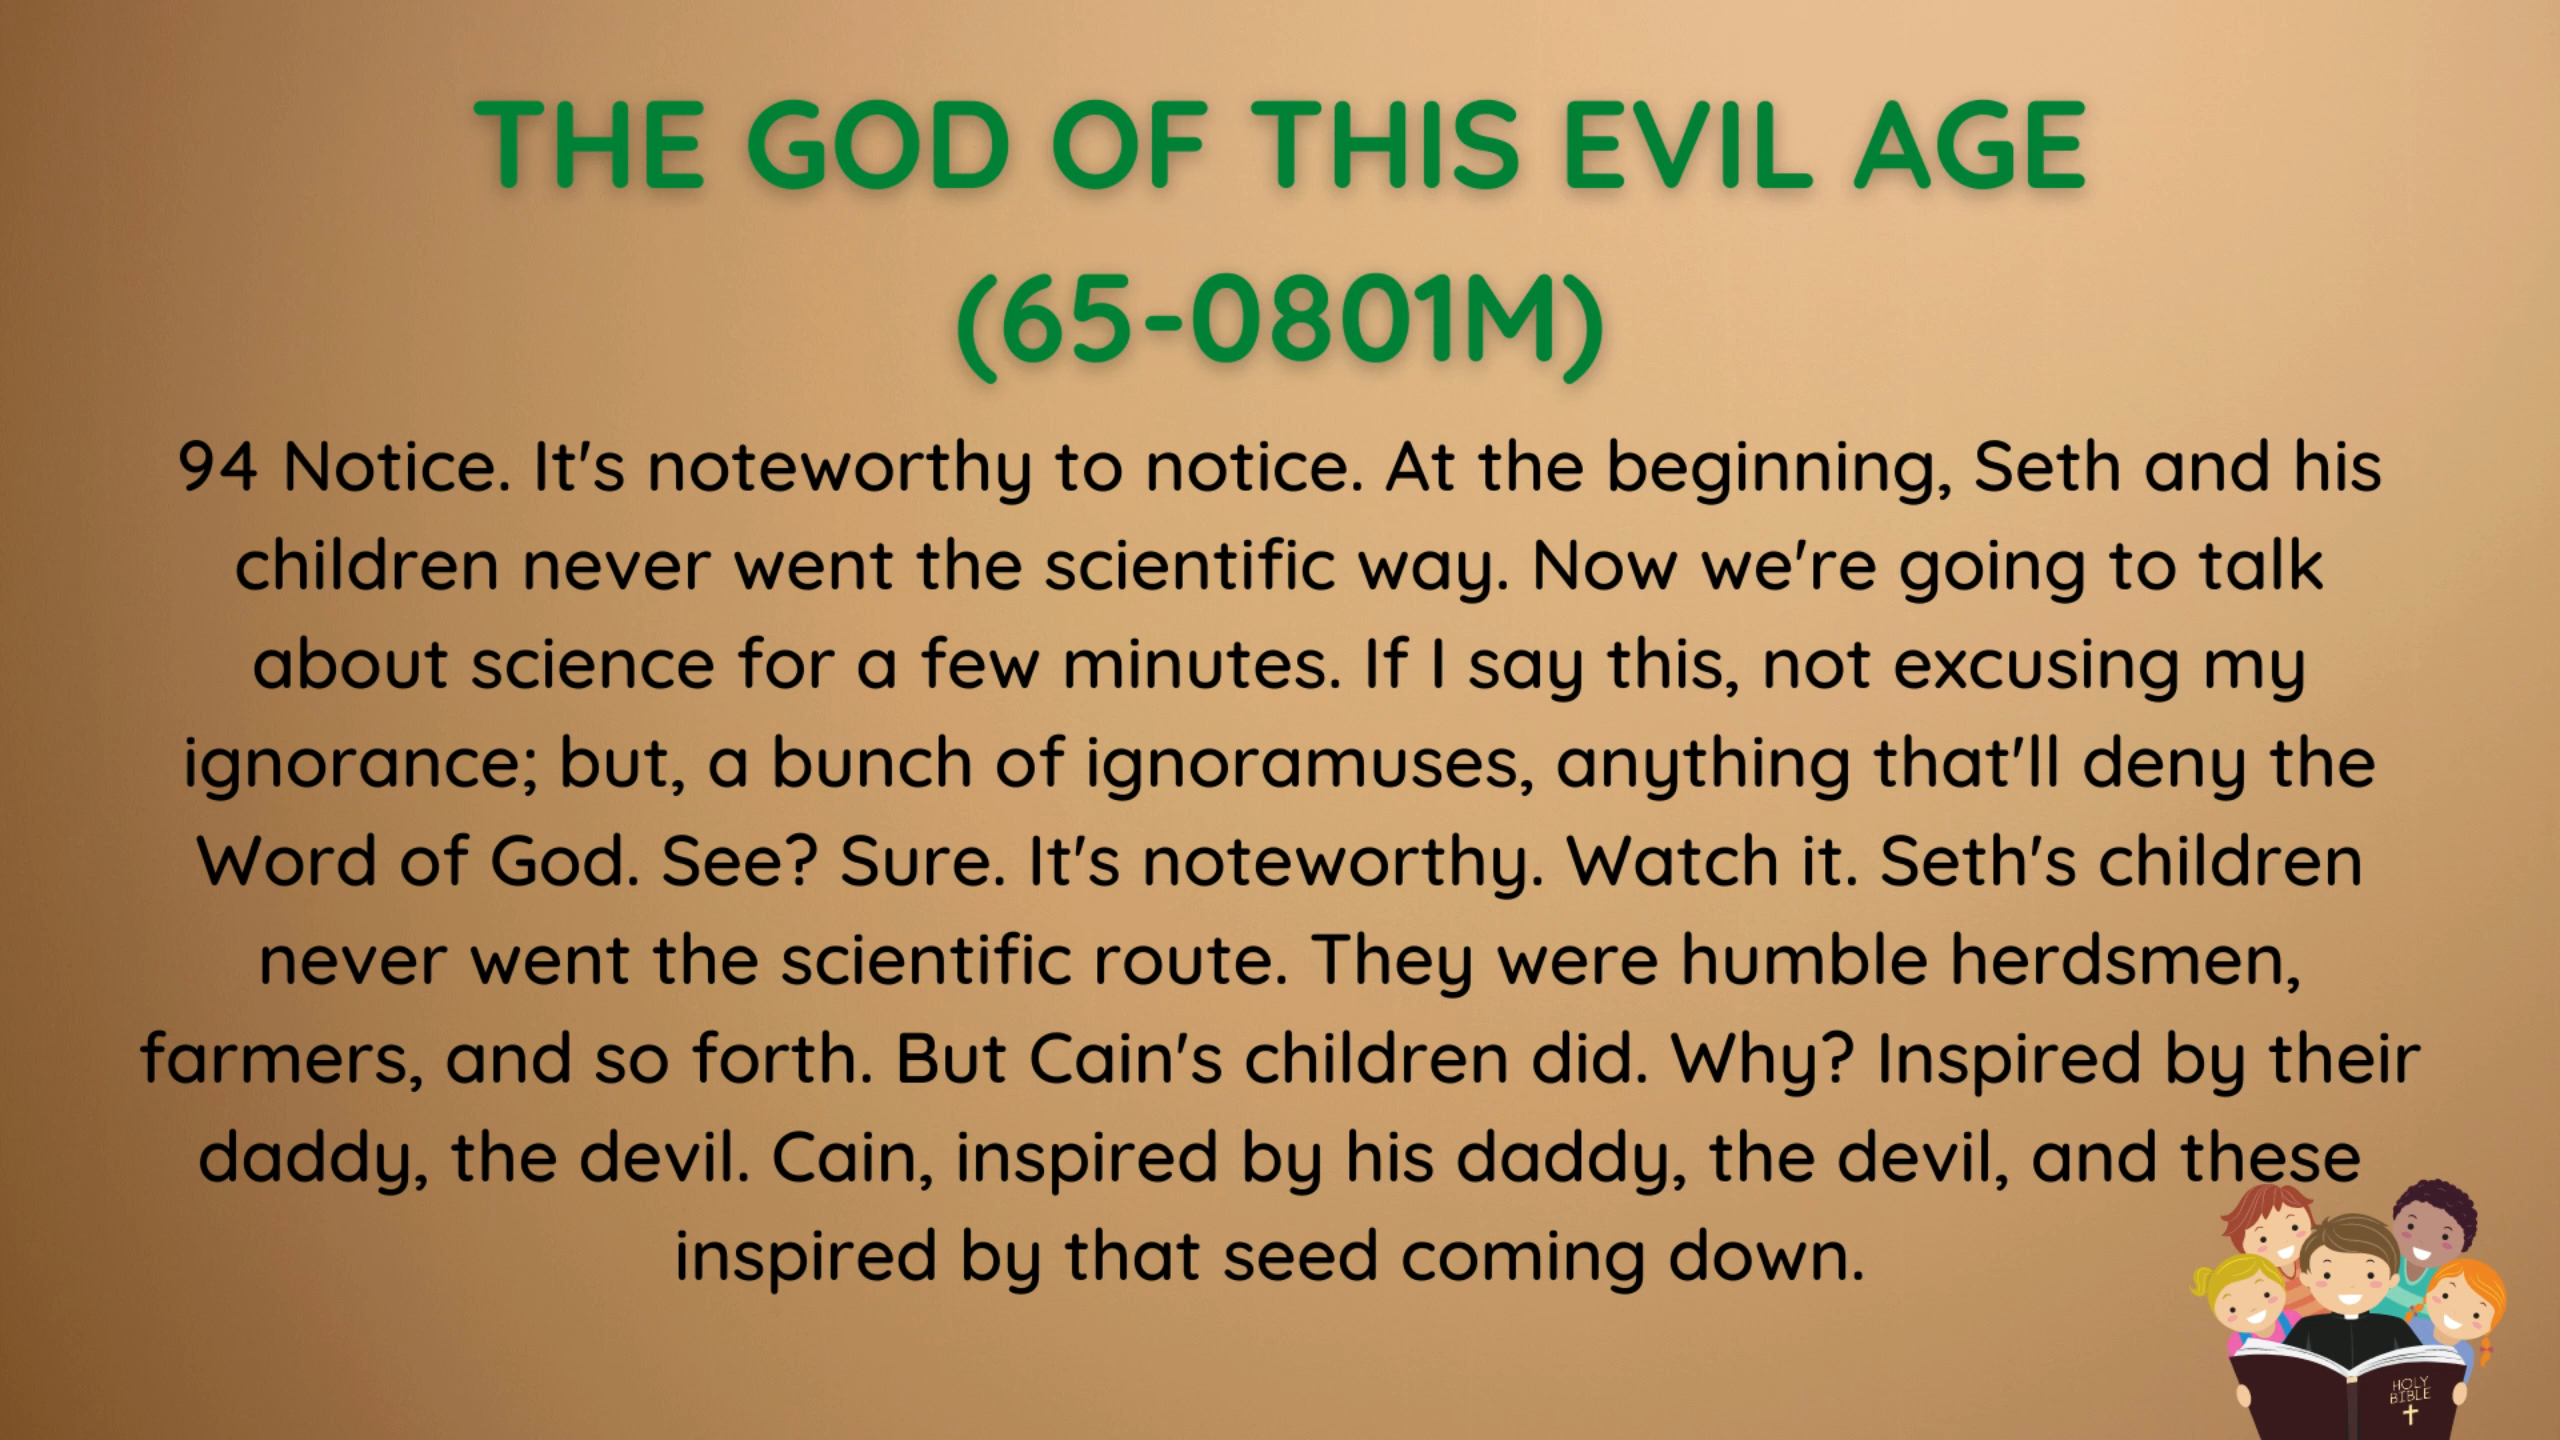 THE GOD OF THIS EVIL AGE
(65-0801M)
94 Notice. It's noteworthy to notice. At the beginning, Seth and his
children never went the scientific way. Now we're going to talk
about science for a few minutes. If I say this, not excusing my
ignorance; but, a bunch of ignoramuses, anything that'll deny the
Word of God. See? Sure. It's noteworthy. Watch it. Seth's children
never went the scientific route. They were humble herdsmen,
farmers, and so forth. But Cain's children did. Why? Inspired by their
daddy, the devil. Cain, inspired by his daddy, the devil, and these
inspired by that seed coming down.
HOLY
BIBLE